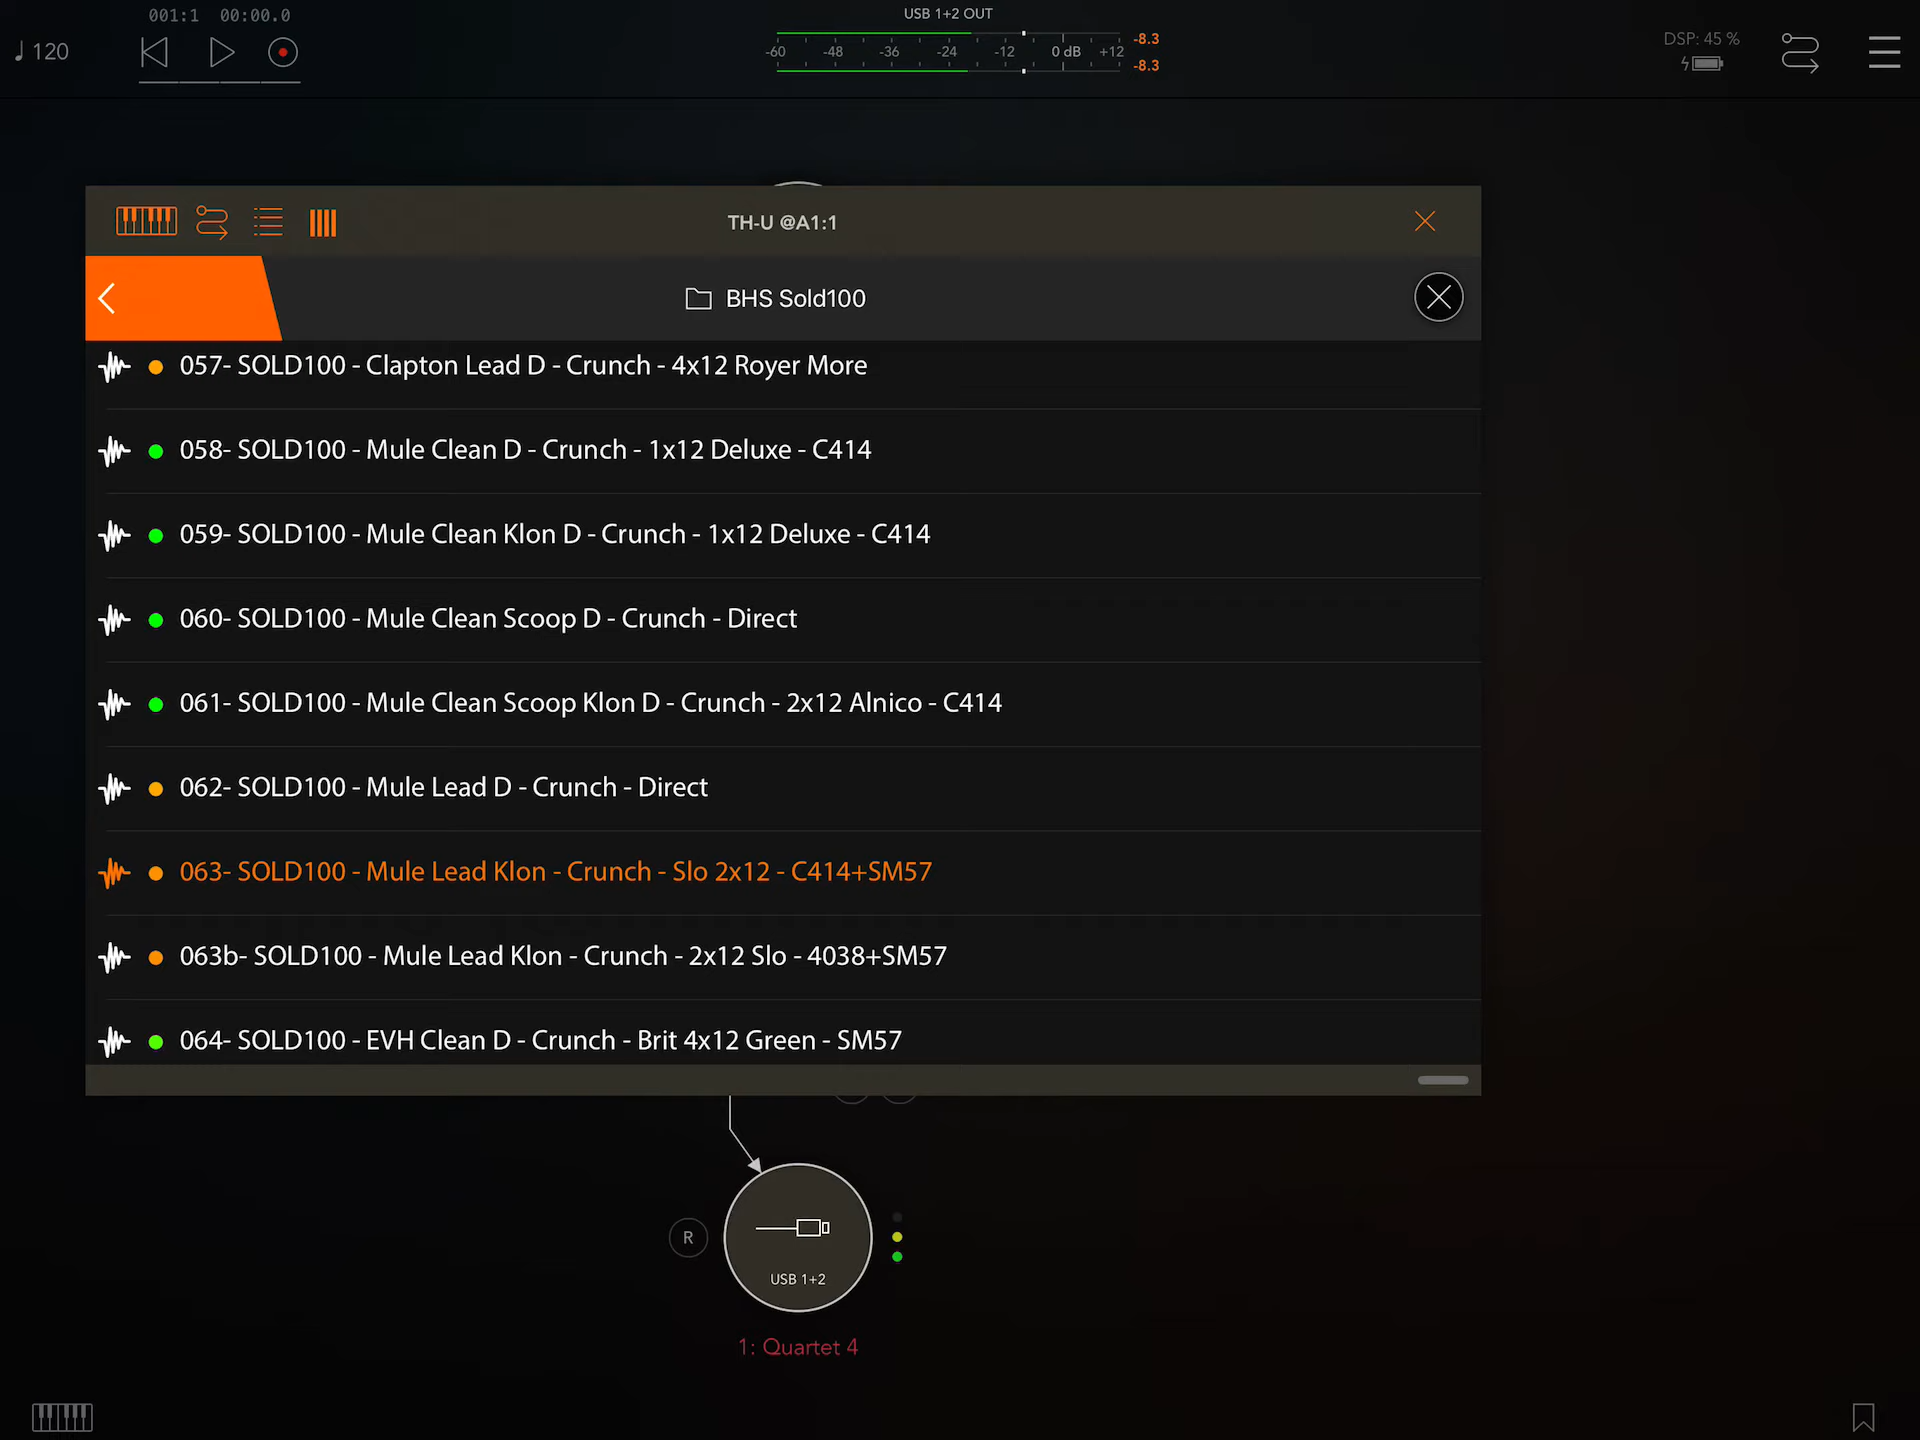 001:1 00:00.0
USB 1+2 OUT
120
-60 -48 -36 -24 -12 0 dB +12
-8.3
-8.3
DSP: 45 %
TH-U @A1:1
BHS Sold100
057- SOLD100 - Clapton Lead D - Crunch - 4x12 Royer More
058- SOLD100 - Mule Clean D - Crunch - 1x12 Deluxe - C414
059- SOLD100 - Mule Clean Klon D - Crunch - 1x12 Deluxe - C414
060- SOLD100 - Mule Clean Scoop D - Crunch - Direct
061- SOLD100 - Mule Clean Scoop Klon D - Crunch - 2x12 Alnico - C414
062- SOLD100 - Mule Lead D - Crunch - Direct
063- SOLD100 - Mule Lead Klon - Crunch - Slo 2x12 - C414+SM57
063b- SOLD100 - Mule Lead Klon - Crunch - 2x12 Slo - 4038+SM57
064- SOLD100 - EVH Clean D - Crunch - Brit 4x12 Green - SM57
R
USB 1+2
1: Quartet 4